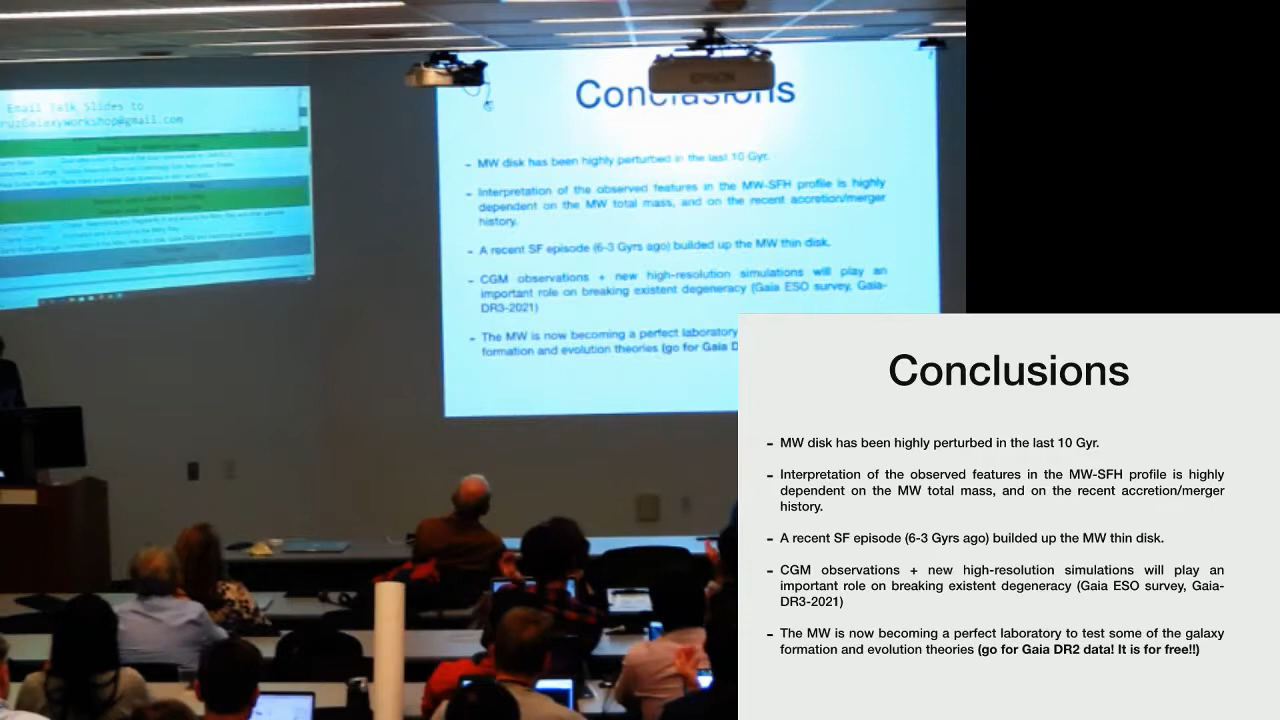 Email Talk Slides to
ruzGalaxyworkshop@gmail.com
EPSON
Conclusions
- MW disk has been highly perturbed in the last 10 Gyr.
- Interpretation of the observed features in the MW-SFH profile is highly
dependent on the MW total mass, and on the recent accretion/merger
history.
- A recent SF episode (6-3 Gyrs ago) builded up the MW thin disk.
- CGM observations + new high-resolution simulations will play an
important role on breaking existent degeneracy (Gaia ESO survey, Gaia-
DR3-2021)
- The MW is now becoming a perfect laboratory
formation and evolution theories (go for Gaia D
Conclusions
- MW disk has been highly perturbed in the last 10 Gyr.
- Interpretation of the observed features in the MW-SFH profile is highly
dependent on the MW total mass, and on the recent accretion/merger
history.
- A recent SF episode (6-3 Gyrs ago) builded up the MW thin disk.
- CGM observations + new high-resolution simulations will play an
important role on breaking existent degeneracy (Gaia ESO survey, Gaia-
DR3-2021)
- The MW is now becoming a perfect laboratory to test some of the galaxy
formation and evolution theories (go for Gaia DR2 data! It is for free!!)